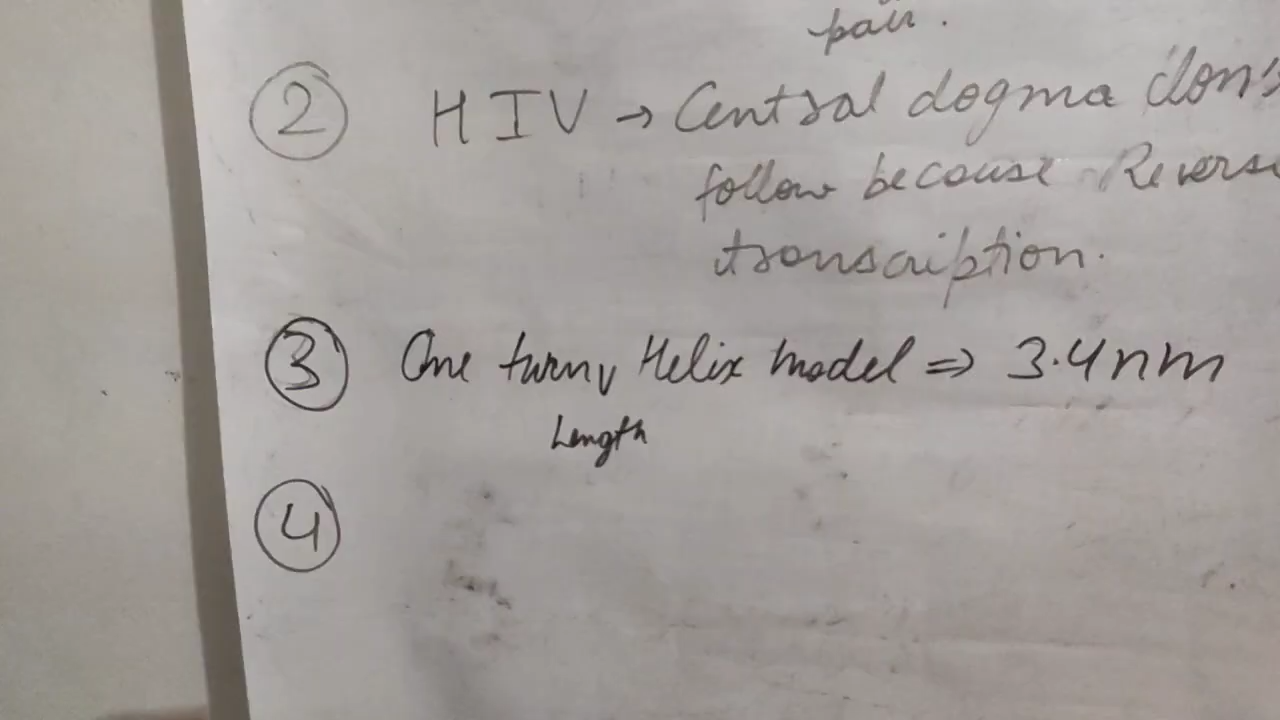 pair.
② HIV → Central dogma don't
follow because Reverse
transcription.
③ One turn, Helix model ⇒ 3.4nm
Length
④